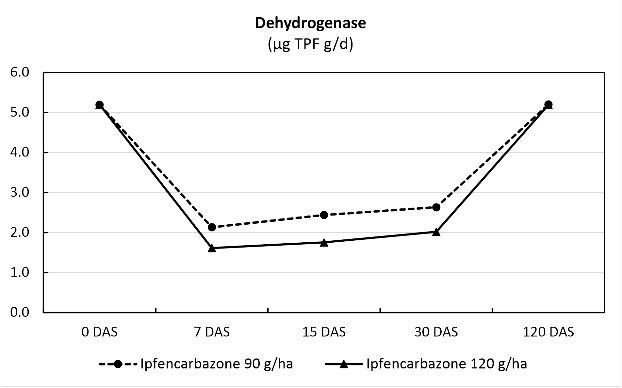 Dehydrogenase
(µg TPF g/d)
6.0
5.0
4.0
3.0
2.0
1.0
0.0
0 DAS 7 DAS 15 DAS 30 DAS 120 DAS
Ipfencarbazone 90 g/ha Ipfencarbazone 120 g/ha